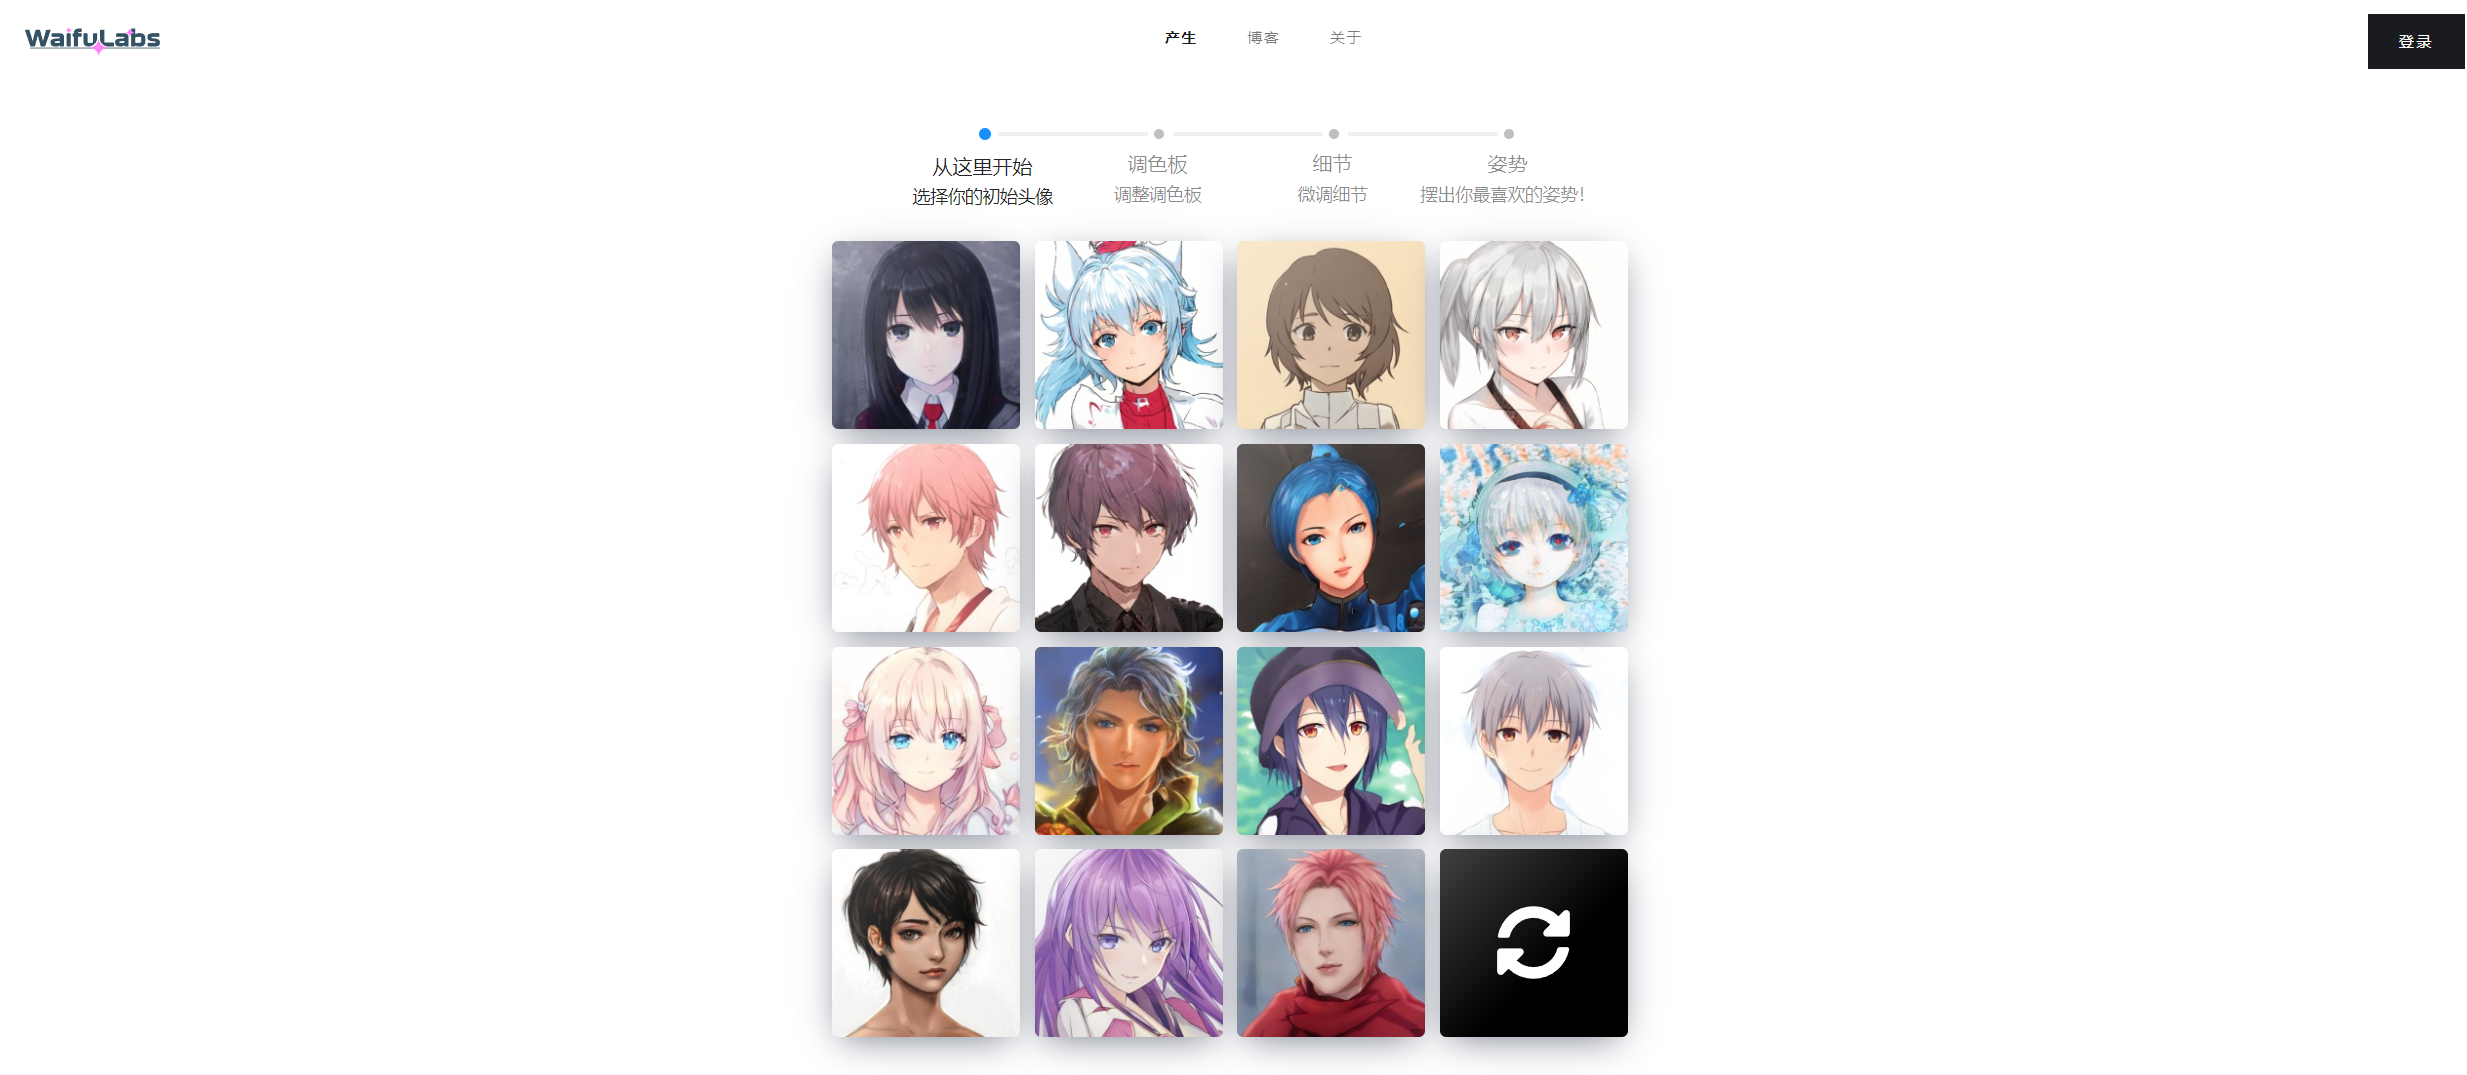 WaifuLabs
产生
博客
关于
登录
从这里开始
选择你的初始头像
调色板
调整调色板
细节
微调细节
姿势
摆出你最喜欢的姿势！